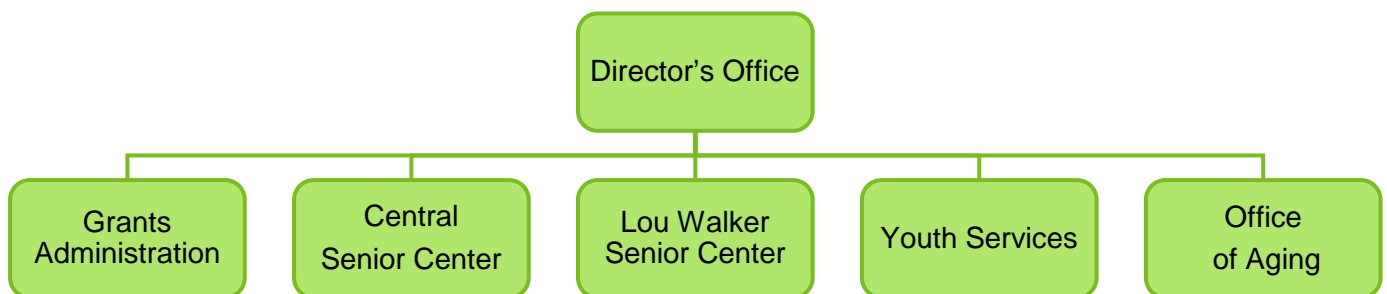 Director’s Office
Grants
Administration
Central
Senior Center
Lou Walker
Senior Center
Youth Services
Office
of Aging